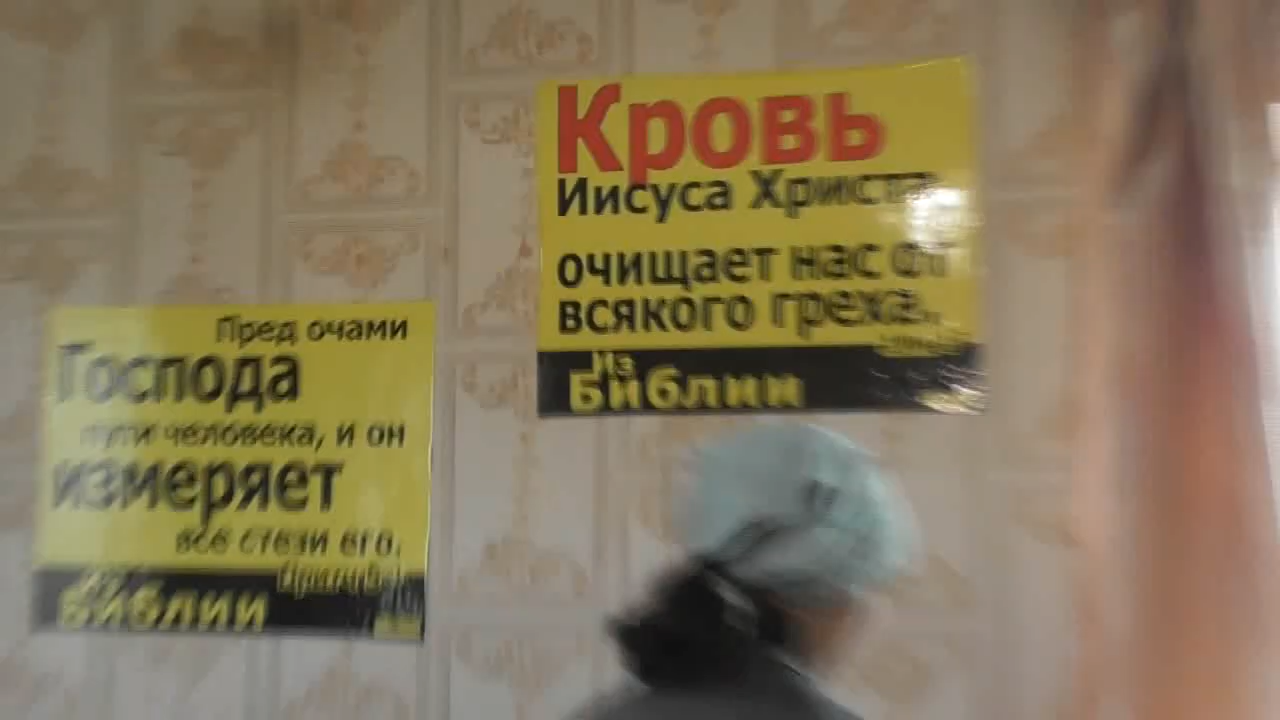 Кровь
Иисуса Христа
очищает нас от
всякого греха.
Из
Библии
Пред очами
Господа
пути человека, и он
измеряет
все стези его.
Притчи
Библии